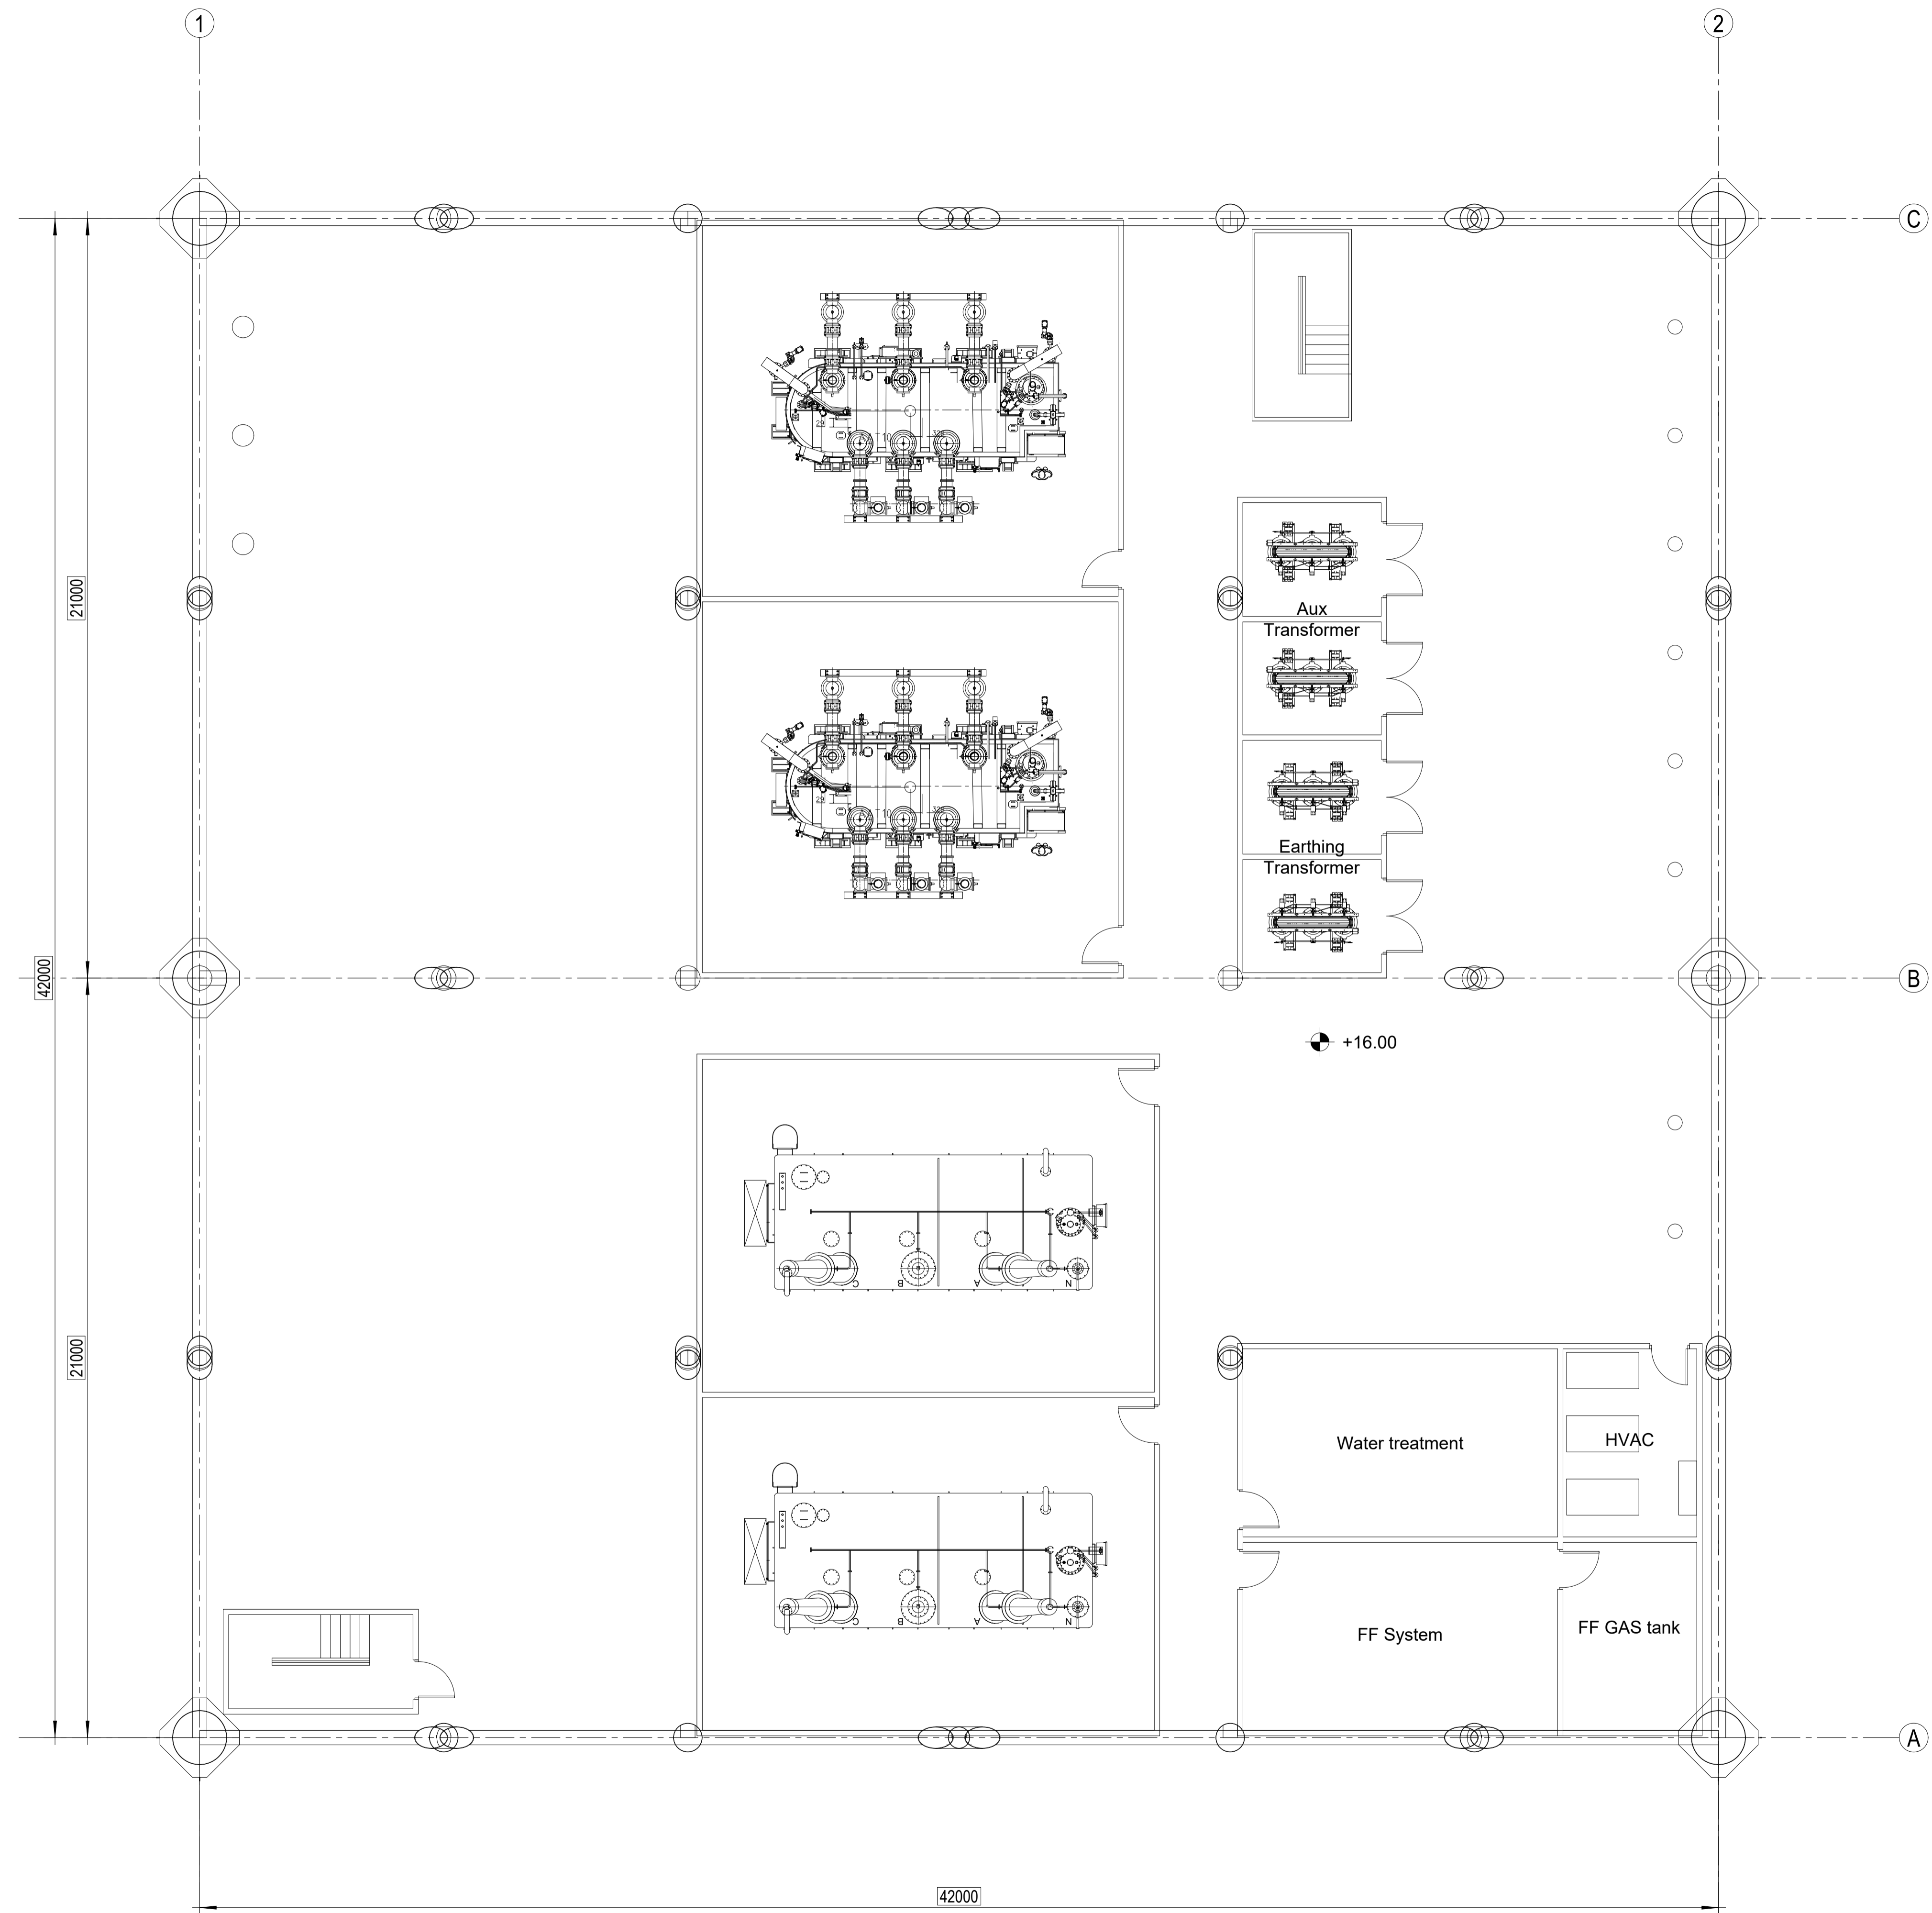 1
2
C
21000
Aux
Transformer
Earthing
Transformer
42000
B
+16.00
C
B
A
N
21000
Water treatment
HVAC
C
B
A
N
FF System
FF GAS tank
A
42000